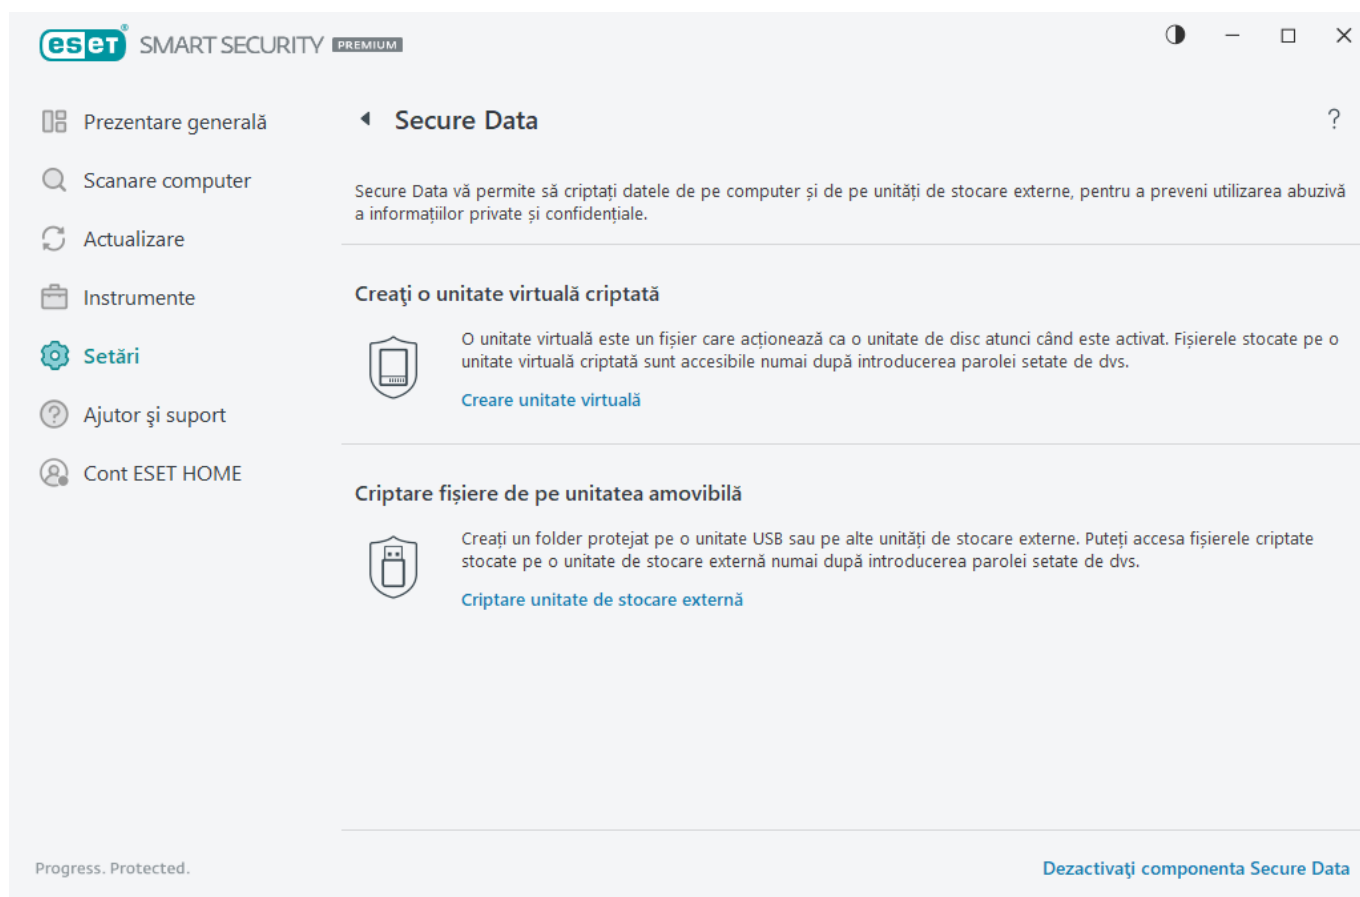 eset® SMART SECURITY PREMIUM
Prezentare generală
Scanare computer
Actualizare
Instrumente
Setări
Ajutor şi suport
Cont ESET HOME
Secure Data
?
Secure Data vă permite să criptați datele de pe computer și de pe unități de stocare externe, pentru a preveni utilizarea abuzivă
a informațiilor private și confidențiale.
Creaţi o unitate virtuală criptată
O unitate virtuală este un fișier care acționează ca o unitate de disc atunci când este activat. Fișierele stocate pe o
unitate virtuală criptată sunt accesibile numai după introducerea parolei setate de dvs.
Creare unitate virtuală
Criptare fișiere de pe unitatea amovibilă
Creați un folder protejat pe o unitate USB sau pe alte unități de stocare externe. Puteți accesa fișierele criptate
stocate pe o unitate de stocare externă numai după introducerea parolei setate de dvs.
Criptare unitate de stocare externă
Progress. Protected.
Dezactivaţi componenta Secure Data